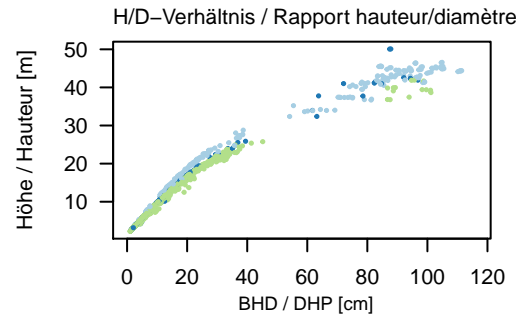 H/D−Verhältnis / Rapport hauteur/diamètre
Höhe / Hauteur [m]
50
40
30
20
10
0 20 40 60 80 100 120
BHD / DHP [cm]